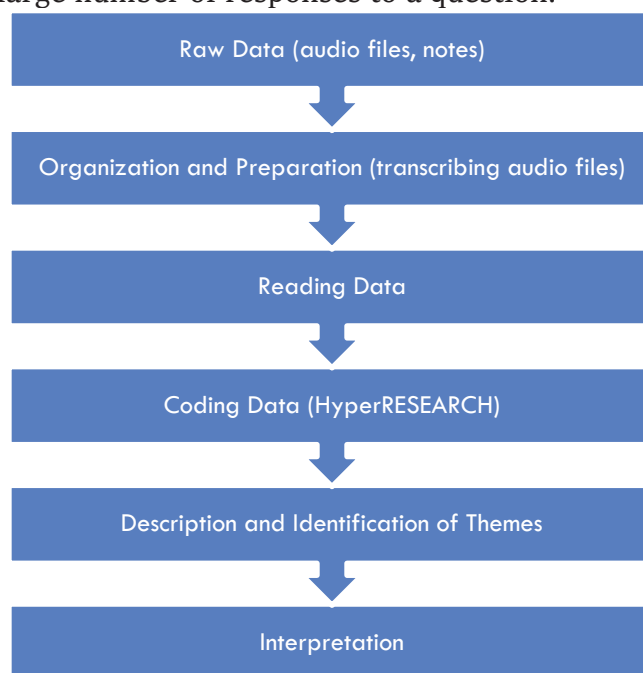 large number of responses to a question.
Raw Data (audio files, notes)
Organization and Preparation (transcribing audio files)
Reading Data
Coding Data (HyperRESEARCH)
Description and Identification of Themes
Interpretation